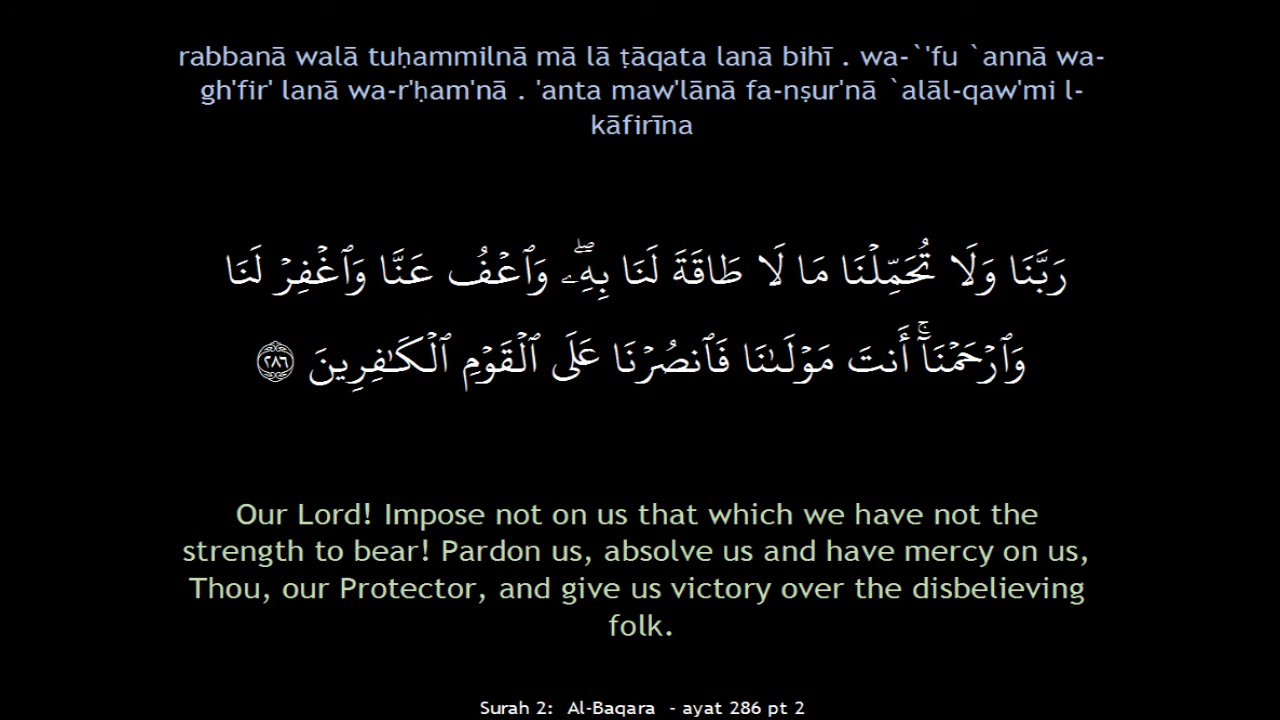 rabbanā walā tuḥammilnā mā lā ṭāqata lanā bihī . wa-`'fu `annā wa-
gh'fir' lanā wa-r'ḥam'nā . 'anta maw'lānā fa-nṣur'nā `alāl-qaw'mi l-
kāfirīna
رَبَّنَا وَلَا تُحَمِّلْنَا مَا لَا طَاقَةَ لَنَا بِهِۦۖ وَٱعْفُ عَنَّا وَٱغْفِرْ لَنَا
وَٱرْحَمْنَآۚ أَنتَ مَوْلَىٰنَا فَٱنصُرْنَا عَلَى ٱلْقَوْمِ ٱلْكَـٰفِرِينَ ٢٨٦
Our Lord! Impose not on us that which we have not the
strength to bear! Pardon us, absolve us and have mercy on us,
Thou, our Protector, and give us victory over the disbelieving
folk.
Surah 2: Al-Baqara - ayat 286 pt 2